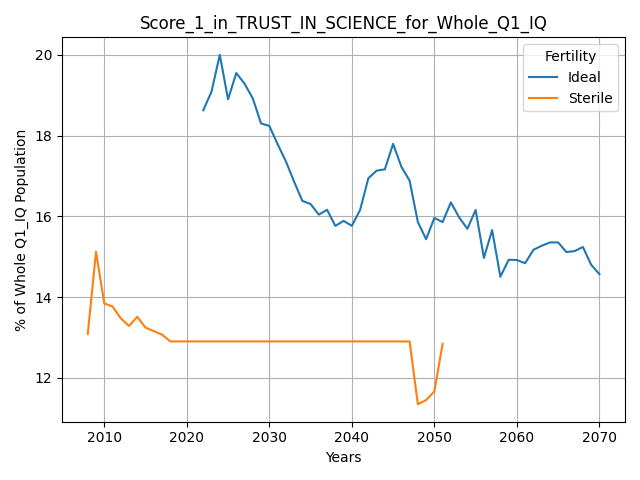 Score_1_in_TRUST_IN_SCIENCE_for_Whole_Q1_IQ
Fertility
Ideal
Sterile
% of Whole Q1_IQ Population
20
18
16
14
12
2010 2020 2030 2040 2050 2060 2070
Years